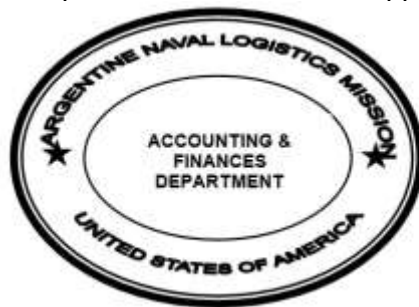 ARGENTINE NAVAL LOGISTICS MISSION
ACCOUNTING &
FINANCES
DEPARTMENT
UNITED STATES OF AMERICA